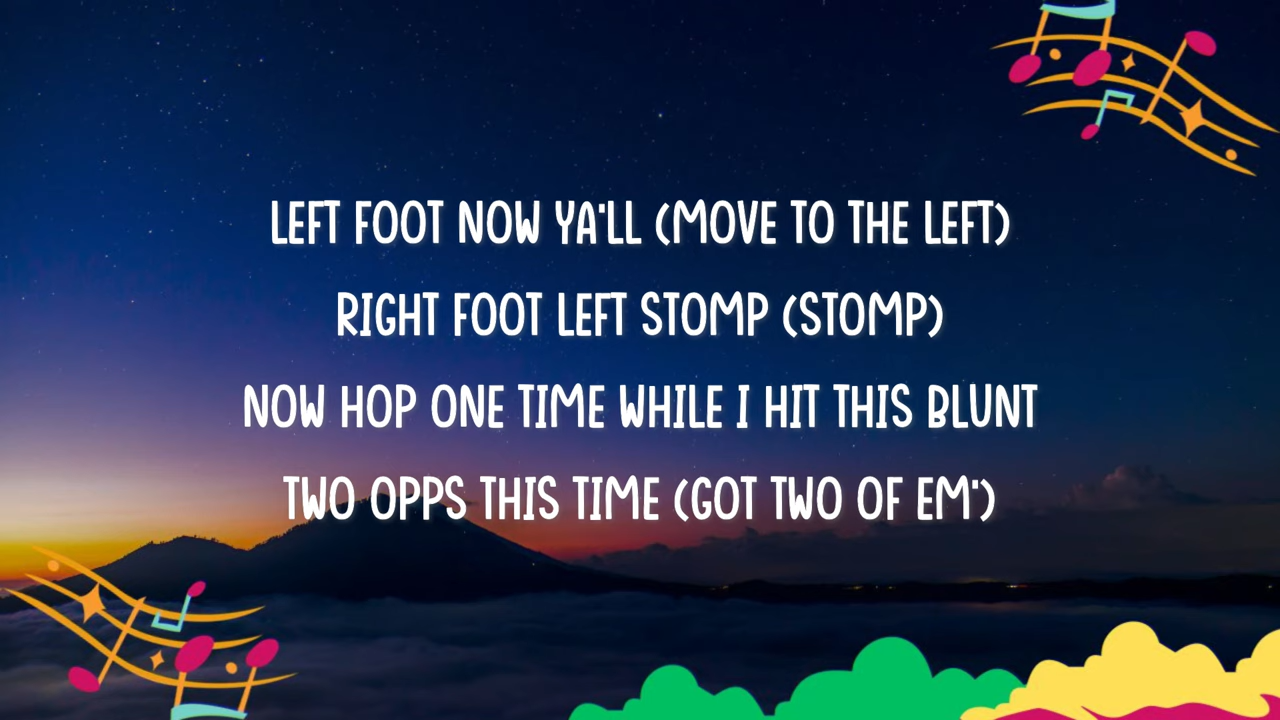 LEFT FOOT NOW YA'LL (MOVE TO THE LEFT)
RIGHT FOOT LEFT STOMP (STOMP)
NOW HOP ONE TIME WHILE I HIT THIS BLUNT
TWO OPPS THIS TIME (GOT TWO OF EM')